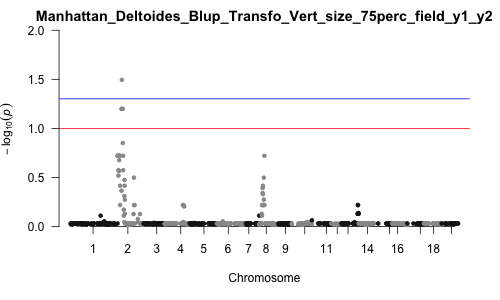 Manhattan_Deltoides_Blup_Transfo_Vert_size_75perc_field_y1_y2
2.0
1.5
1.0
0.5
0.0
− log10(p)
1 2 3 4 5 6 7 8 9 11 14 16 18
Chromosome